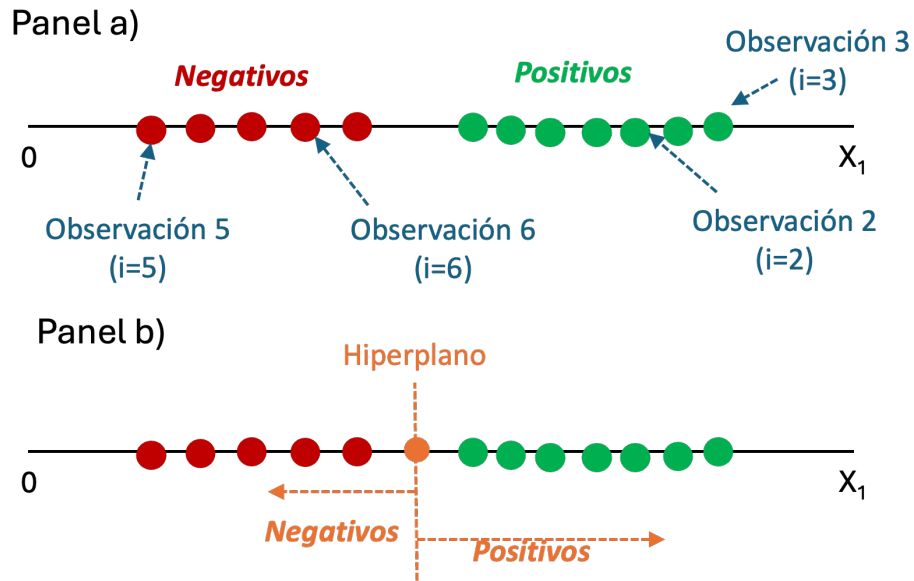 Panel a)
Observación 3
(i=3)
Negativos
Positivos
0
X1
Observación 5
(i=5)
Observación 6
(i=6)
Observación 2
(i=2)
Panel b)
Hiperplano
0
X1
Negativos
Positivos